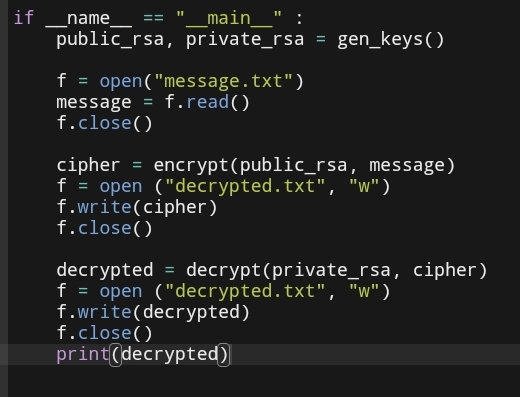 if __name__ == "__main__" :
    public_rsa, private_rsa = gen_keys()

    f = open("message.txt")
    message = f.read()
    f.close()

    cipher = encrypt(public_rsa, message)
    f = open ("decrypted.txt", "w")
    f.write(cipher)
    f.close()

    decrypted = decrypt(private_rsa, cipher)
    f = open ("decrypted.txt", "w")
    f.write(decrypted)
    f.close()
    print(decrypted)